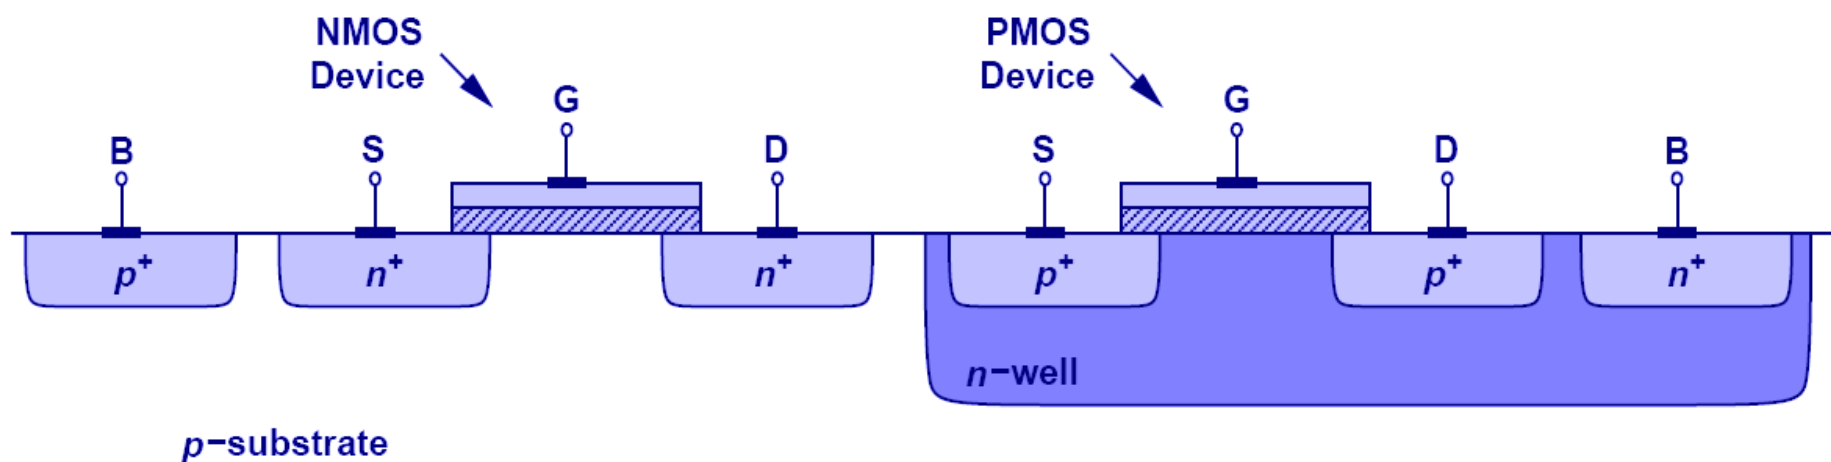 NMOS
Device
PMOS
Device
G
G
B
S
D
S
D
B
p+
n+
n+
p+
p+
n+
n−well
p−substrate